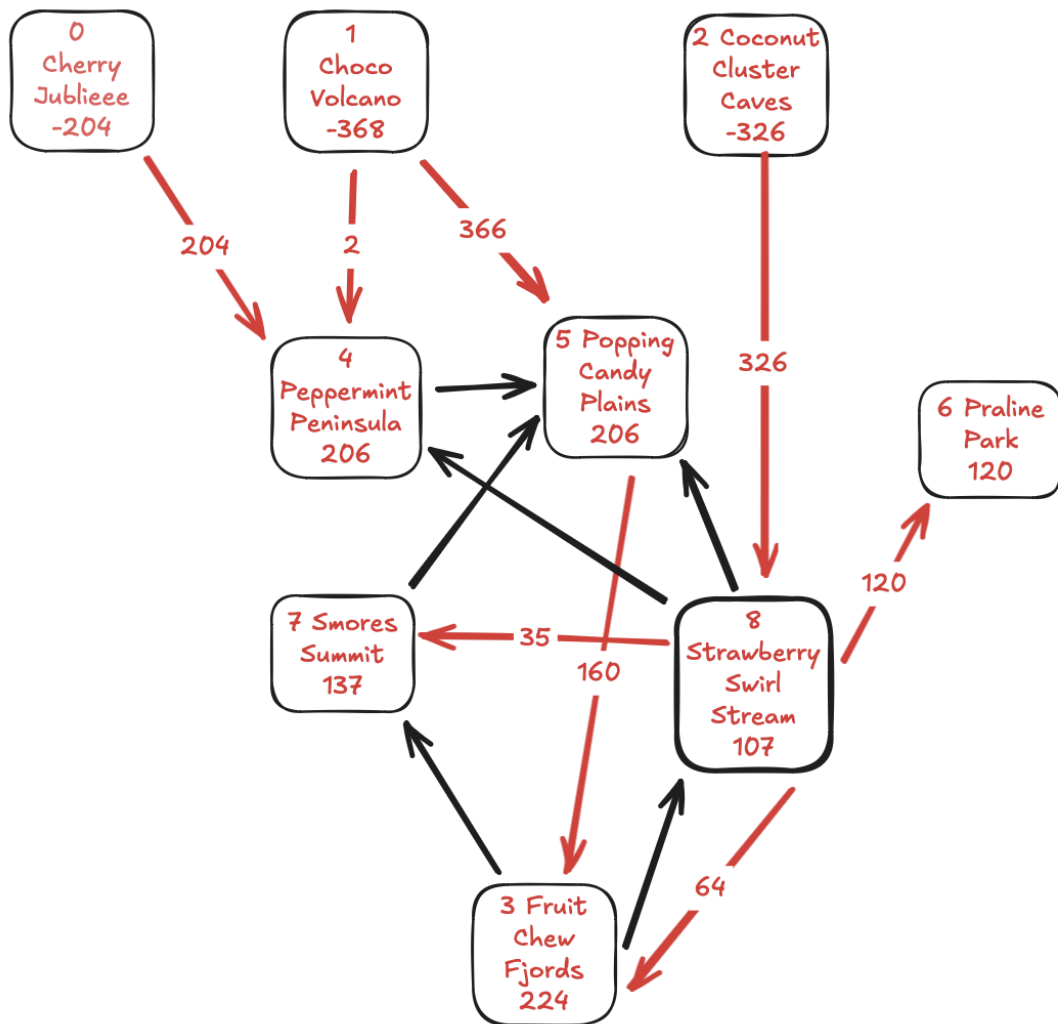 0
Cherry
Jublieee
-204
1
Choco
Volcano
-368
2 Coconut
Cluster
Caves
-326
204
2
366
326
4
Peppermint
Peninsula
206
5 Popping
Candy
Plains
206
6 Praline
Park
120
120
7 Smores
Summit
137
35
160
8
Strawberry
Swirl
Stream
107
64
3 Fruit
Chew
Fjords
224